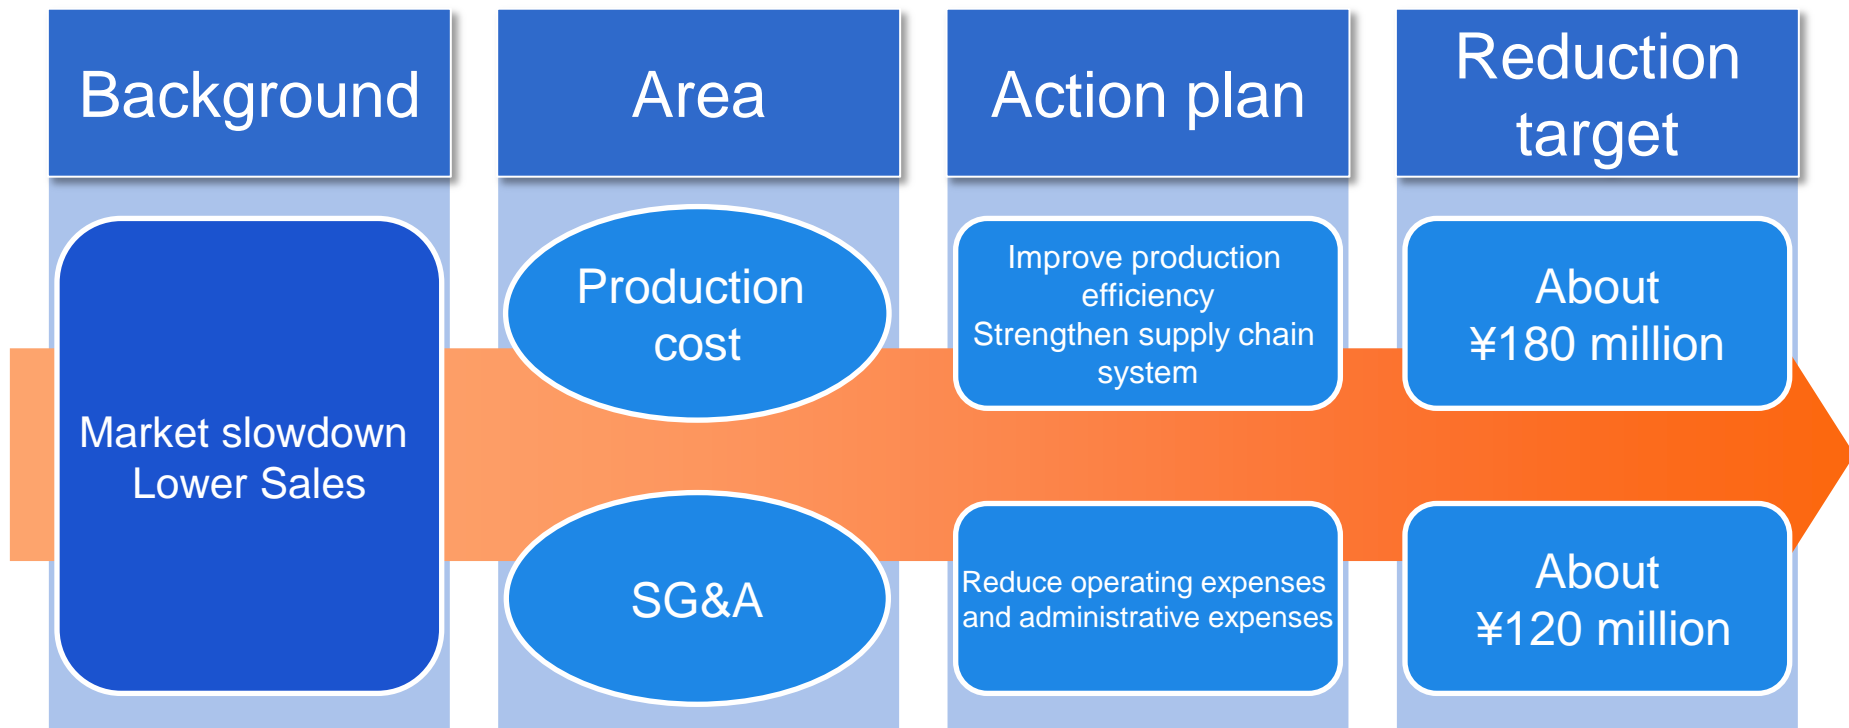 Background
Area
Action plan
Reduction
target
Market slowdown
Lower Sales
Production
cost
Improve production
efficiency
Strengthen supply chain
system
About
¥180 million
SG&A
Reduce operating expenses
and administrative expenses
About
¥120 million